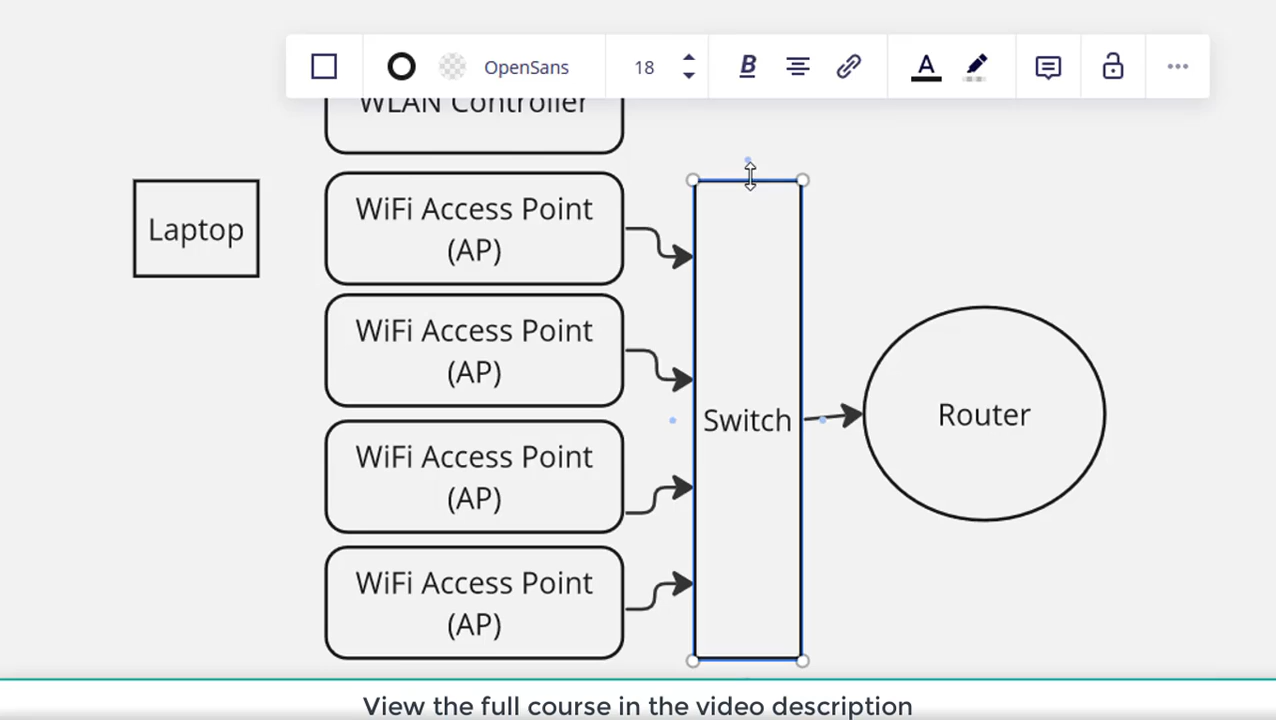 OpenSans
18
B
A
WLAN Controller
Laptop
WiFi Access Point
(AP)
WiFi Access Point
(AP)
WiFi Access Point
(AP)
WiFi Access Point
(AP)
Switch
Router
View the full course in the video description